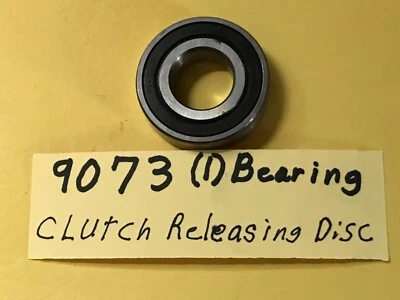 9073 (1) Bearing
CLUtch Releasing Disc